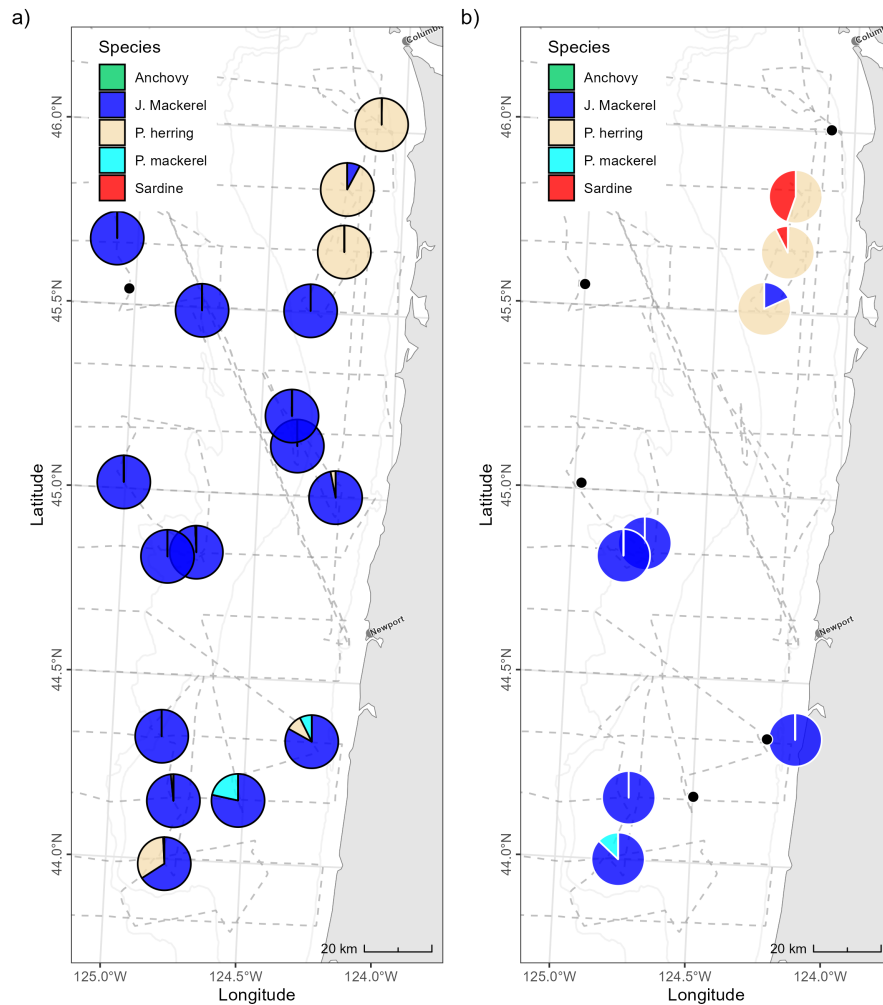 a)
Species
Anchovy
J. Mackerel
P. herring
P. mackerel
Sardine
Newport
46.0°N
45.5°N
45.0°N
44.5°N
44.0°N
Latitude
20 km
125.0°W 124.5°W 124.0°W
Longitude
b)
Species
Anchovy
J. Mackerel
P. herring
P. mackerel
Sardine
Newport
46.0°N
45.5°N
45.0°N
44.5°N
44.0°N
Latitude
20 km
125.0°W 124.5°W 124.0°W
Longitude